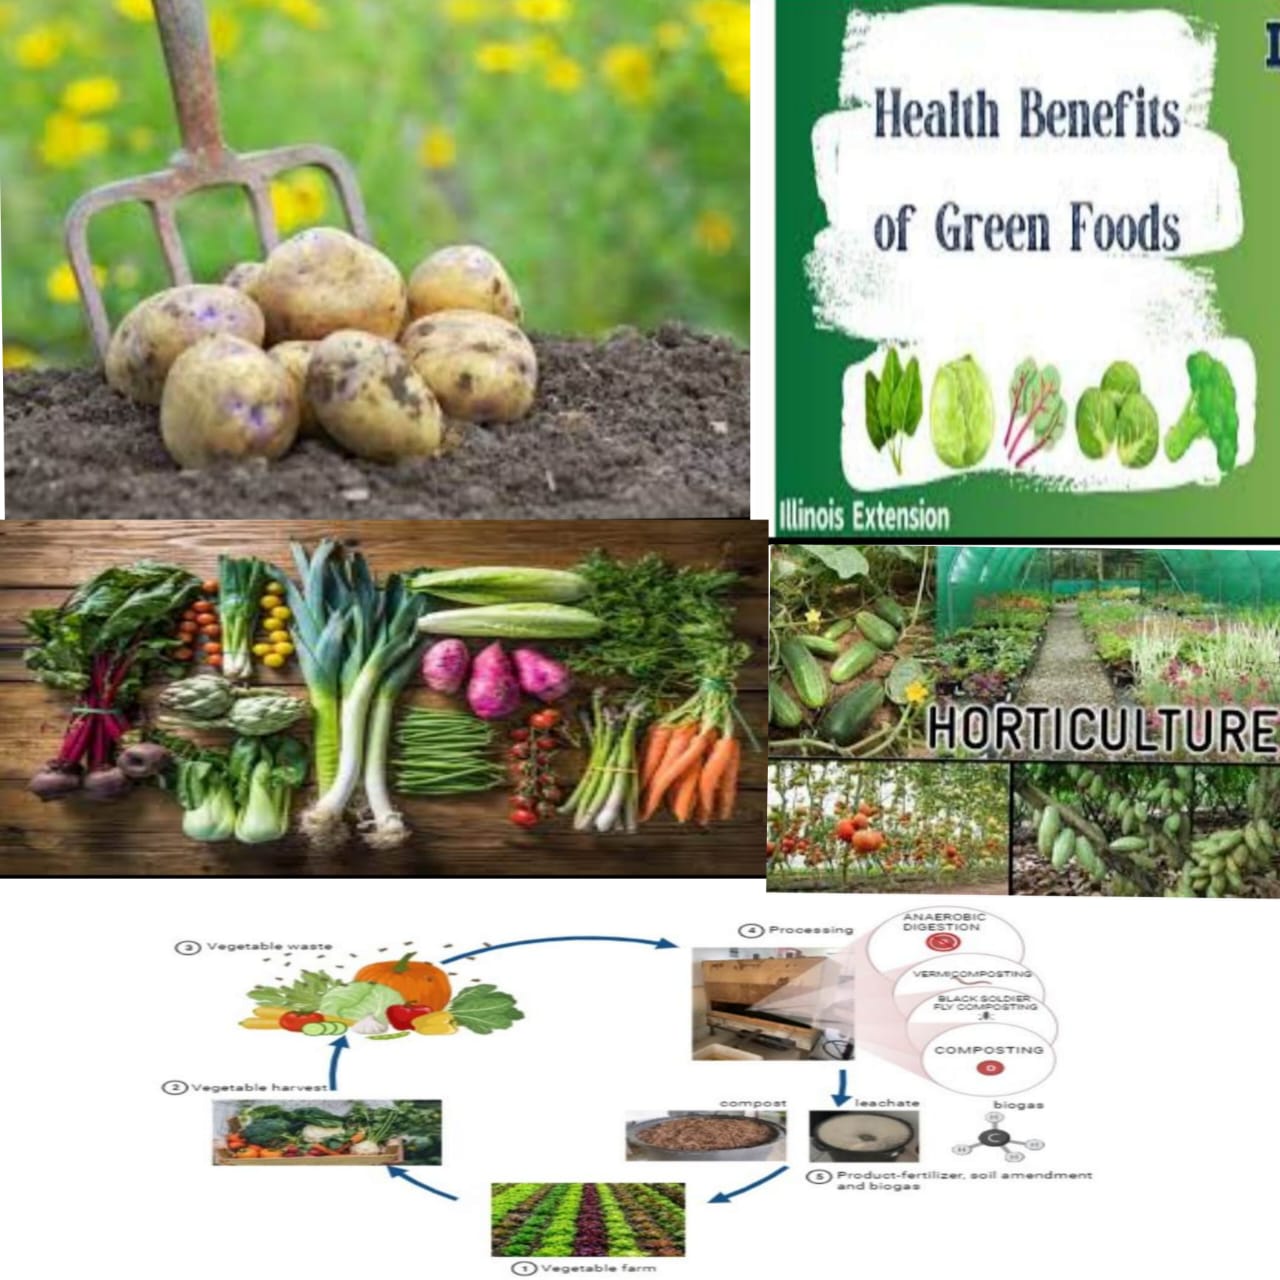 Health Benefits
of Green Foods
Illinois Extension
HORTICULTURE
3 Vegetable waste
4 Processing
ANAEROBIC
DIGESTION
VERMICOMPOSTING
BLACK SOLDIER
FLY COMPOSTING
COMPOSTING
2 Vegetable harvest
compost
leachate
biogas
H
H
C
H
H
5 Product-fertilizer, soil amendment
and biogas
1 Vegetable farm